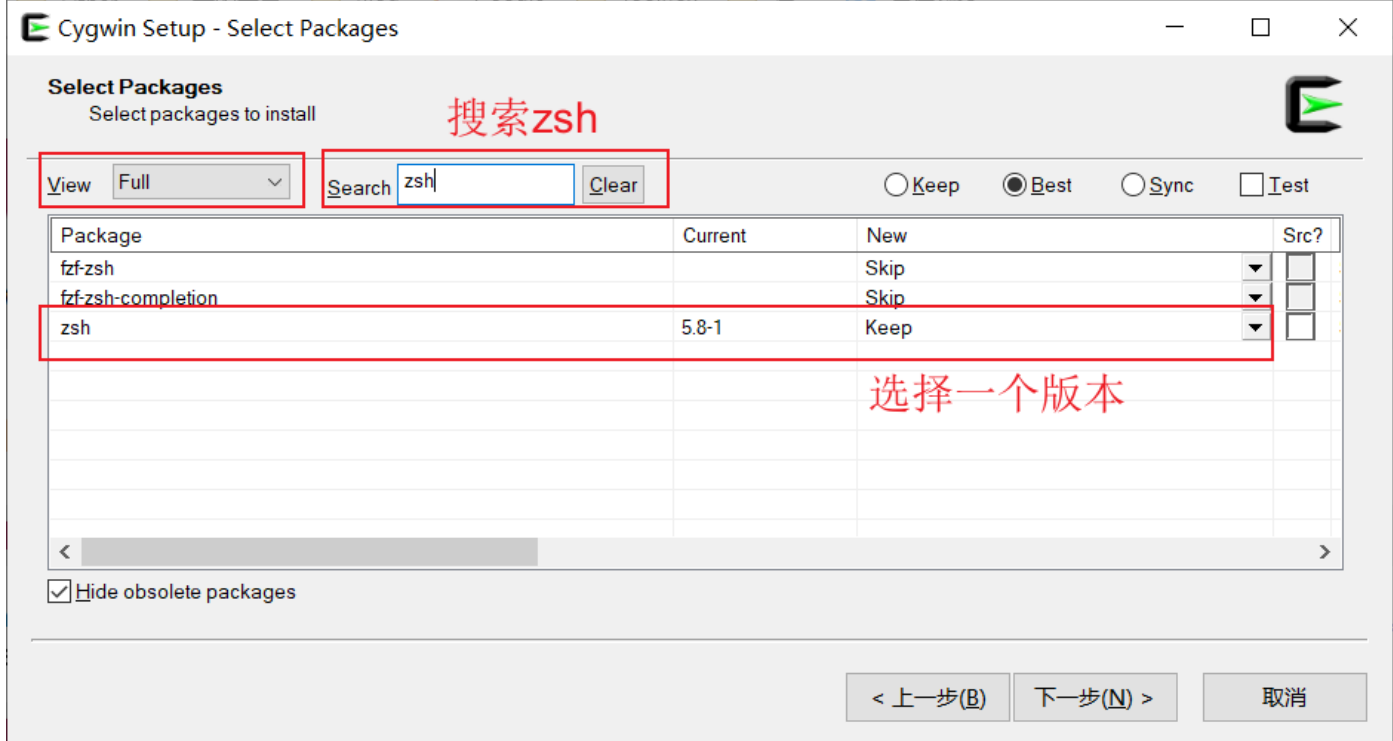 Cygwin Setup - Select Packages
Select Packages
Select packages to install
搜索zsh
View Full Search zsh Clear Keep Best Sync Test
Package Current New Src?
fzf-zsh Skip
fzf-zsh-completion Skip
zsh 5.8-1 Keep
选择一个版本
Hide obsolete packages
< 上一步(B) 下一步(N) > 取消